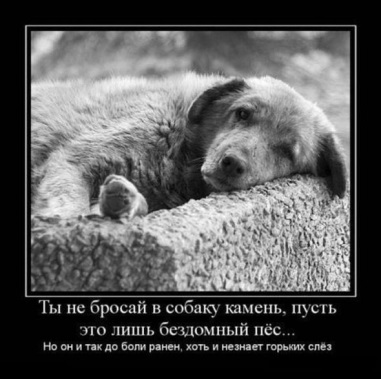 Ты не бросай в собаку камень, пусть
это лишь бездомный пёс...
Но он и так до боли ранен, хоть и незнает горьких слёз